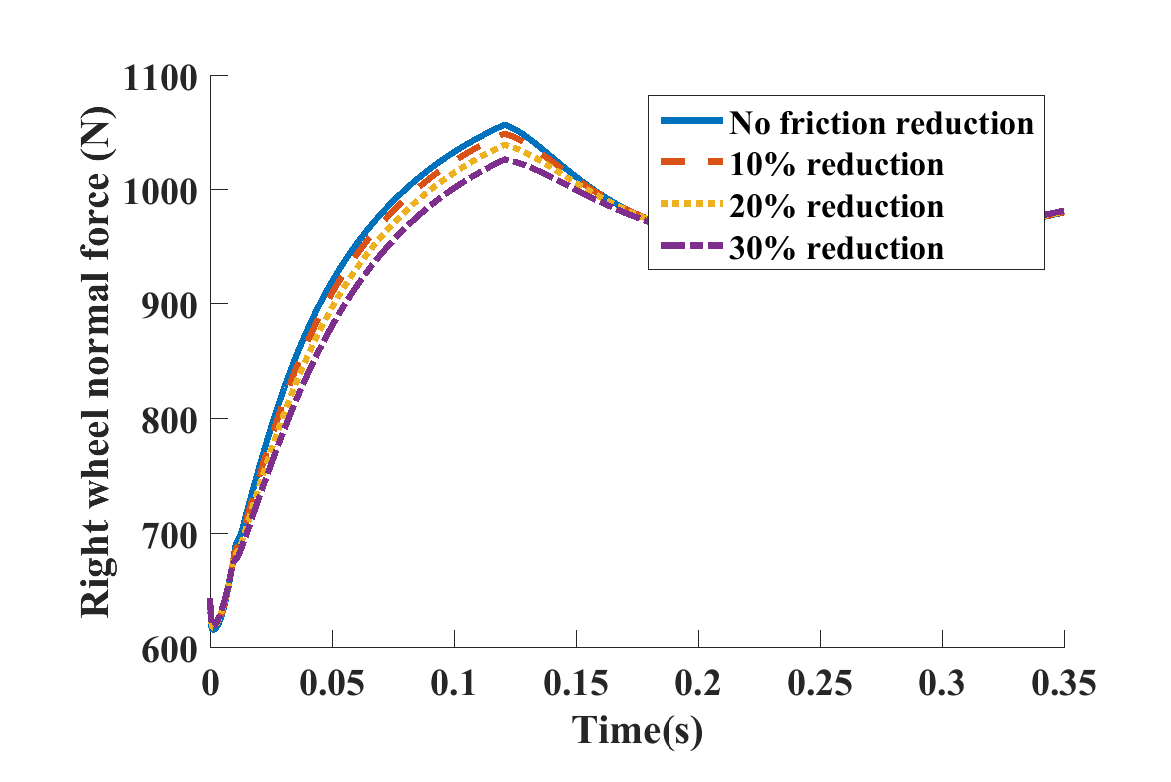 Right wheel normal force (N)
1100
1000
900
800
700
600
No friction reduction
10% reduction
20% reduction
30% reduction
0 0.05 0.1 0.15 0.2 0.25 0.3 0.35
Time(s)